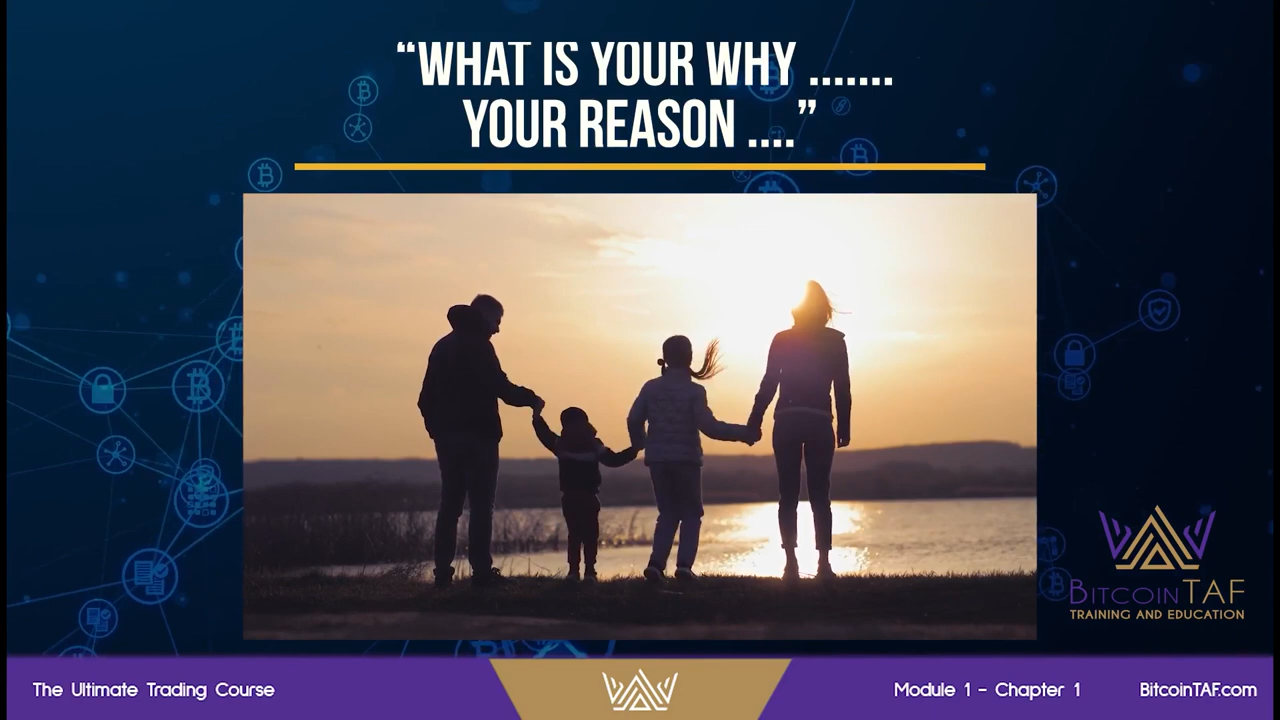 “WHAT IS YOUR WHY .......
YOUR REASON ....”
BITCOINTAF
TRAINING AND EDUCATION
The Ultimate Trading Course
Module 1 - Chapter 1
BitcoinTAF.com